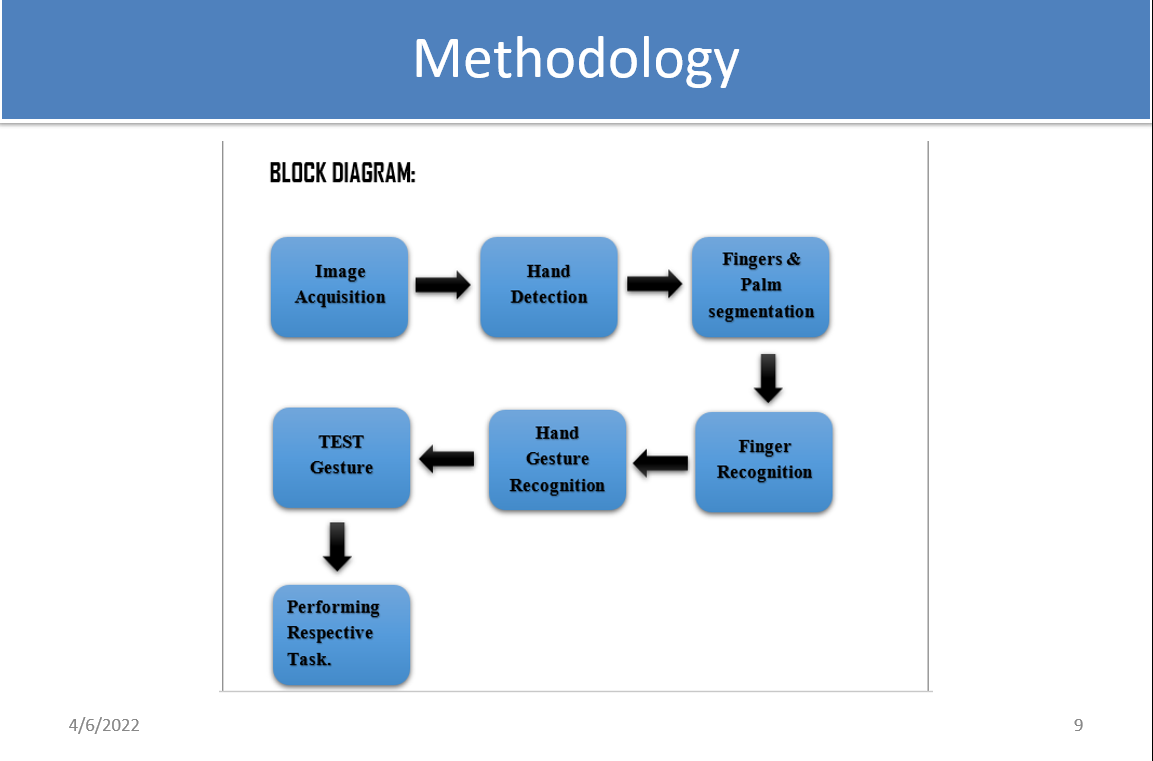 Methodology
BLOCK DIAGRAM:
Image
Acquisition
Hand
Detection
Fingers &
Palm
segmentation
Finger
Recognition
Hand
Gesture
Recognition
TEST
Gesture
Performing
Respective
Task.
4/6/2022
9